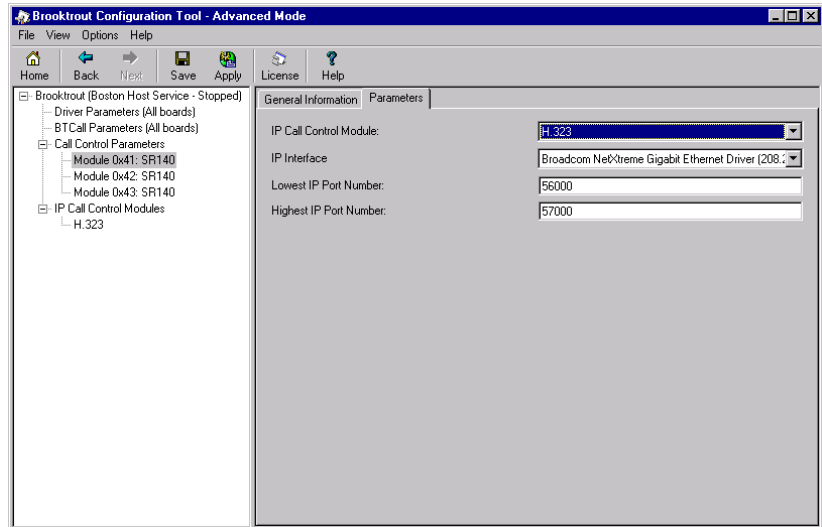 Brooktrout Configuration Tool - Advanced Mode
File View Options Help
Home Back Next Save Apply License Help
Brooktrout (Boston Host Service - Stopped)
Driver Parameters (All boards)
BTCall Parameters (All boards)
Call Control Parameters
Module 0x41: SR140
Module 0x42: SR140
Module 0x43: SR140
IP Call Control Modules
H.323
General Information Parameters
IP Call Control Module: H.323
IP Interface Broadcom NetXtreme Gigabit Ethernet Driver (208.2
Lowest IP Port Number: 56000
Highest IP Port Number: 57000